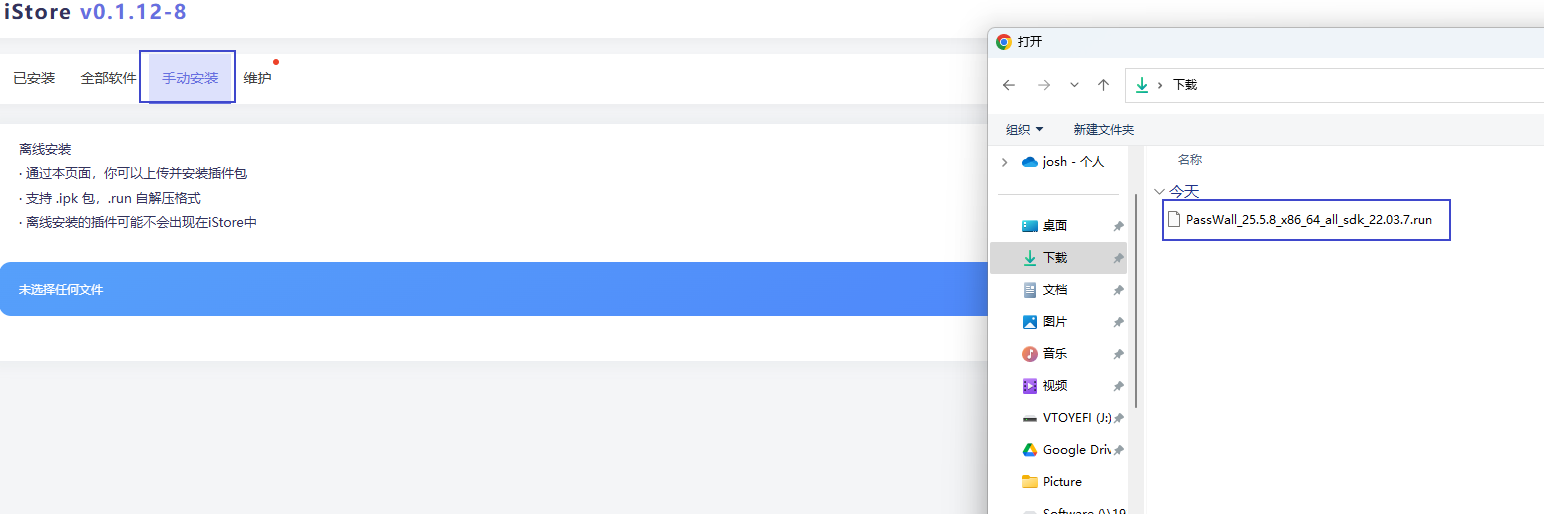 iStore v0.1.12-8
已安装 全部软件 手动安装 维护
离线安装
· 通过本页面，你可以上传并安装插件包
· 支持 .ipk 包，.run 自解压格式
· 离线安装的插件可能不会出现在iStore中
未选择任何文件
打开
下载
组织 新建文件夹
josh - 个人
桌面
下载
文档
图片
音乐
视频
VTOYEFI (J:)
Google Driv
Picture
名称
今天
PassWall_25.5.8_x86_64_all_sdk_22.03.7.run